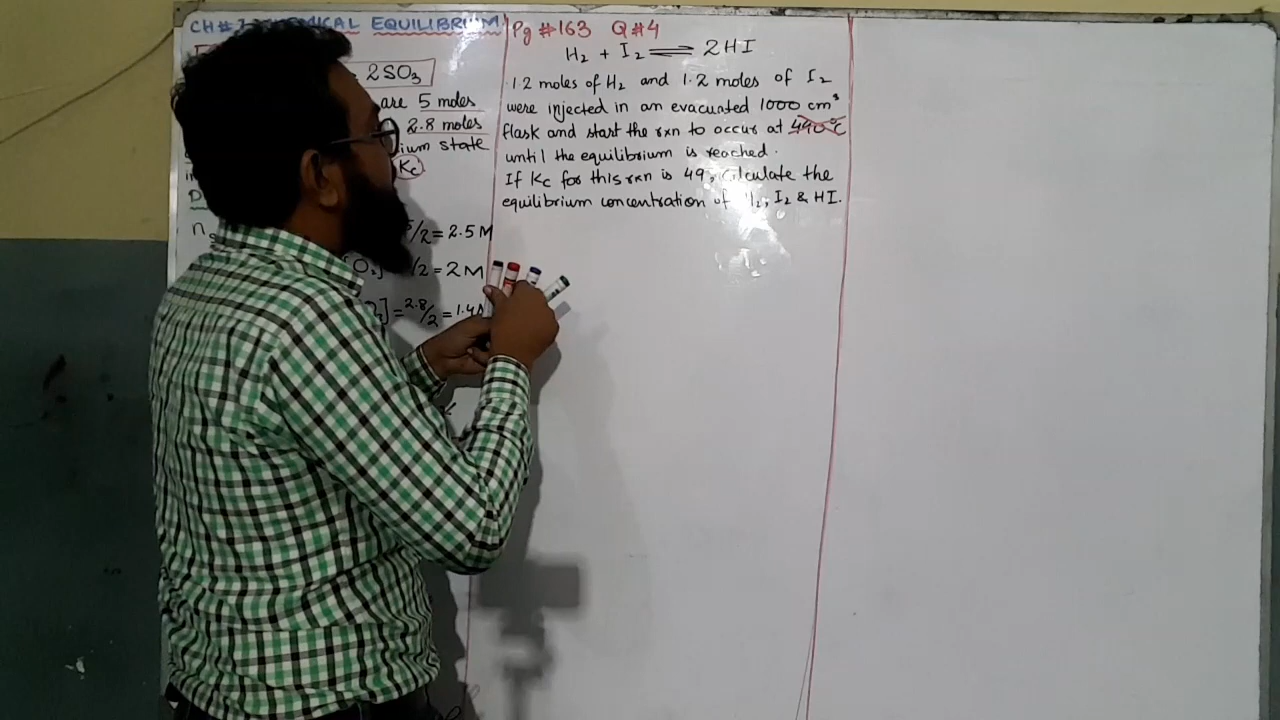 CH # 7 CHEMICAL EQUILIBRIUM
2SO₃
are 5 moles
2.8 moles
ium state
Kc
/2 = 2.5 M
/2 = 2 M
] = 2.8/2 = 1.4
Pg #163 Q#4
H₂ + I₂ ⇌ 2HI
1.2 moles of H₂ and 1.2 moles of I₂
were injected in an evacuated 1000 cm³
flask and start the rxn to occur at 490°C
until the equilibrium is reached.
If Kc for this rxn is 49, calculate the
equilibrium concentration of H₂, I₂ & HI.